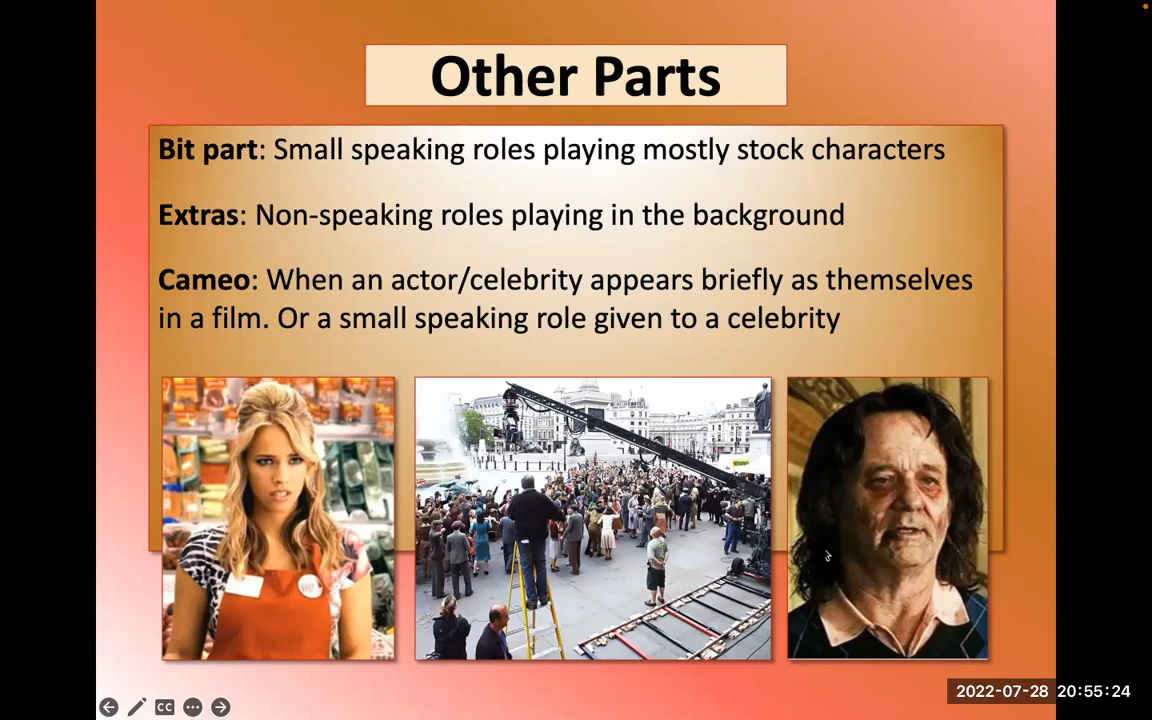 Other Parts
Bit part: Small speaking roles playing mostly stock characters
Extras: Non-speaking roles playing in the background
Cameo: When an actor/celebrity appears briefly as themselves
in a film. Or a small speaking role given to a celebrity
CC
2022-07-28 20:55:24